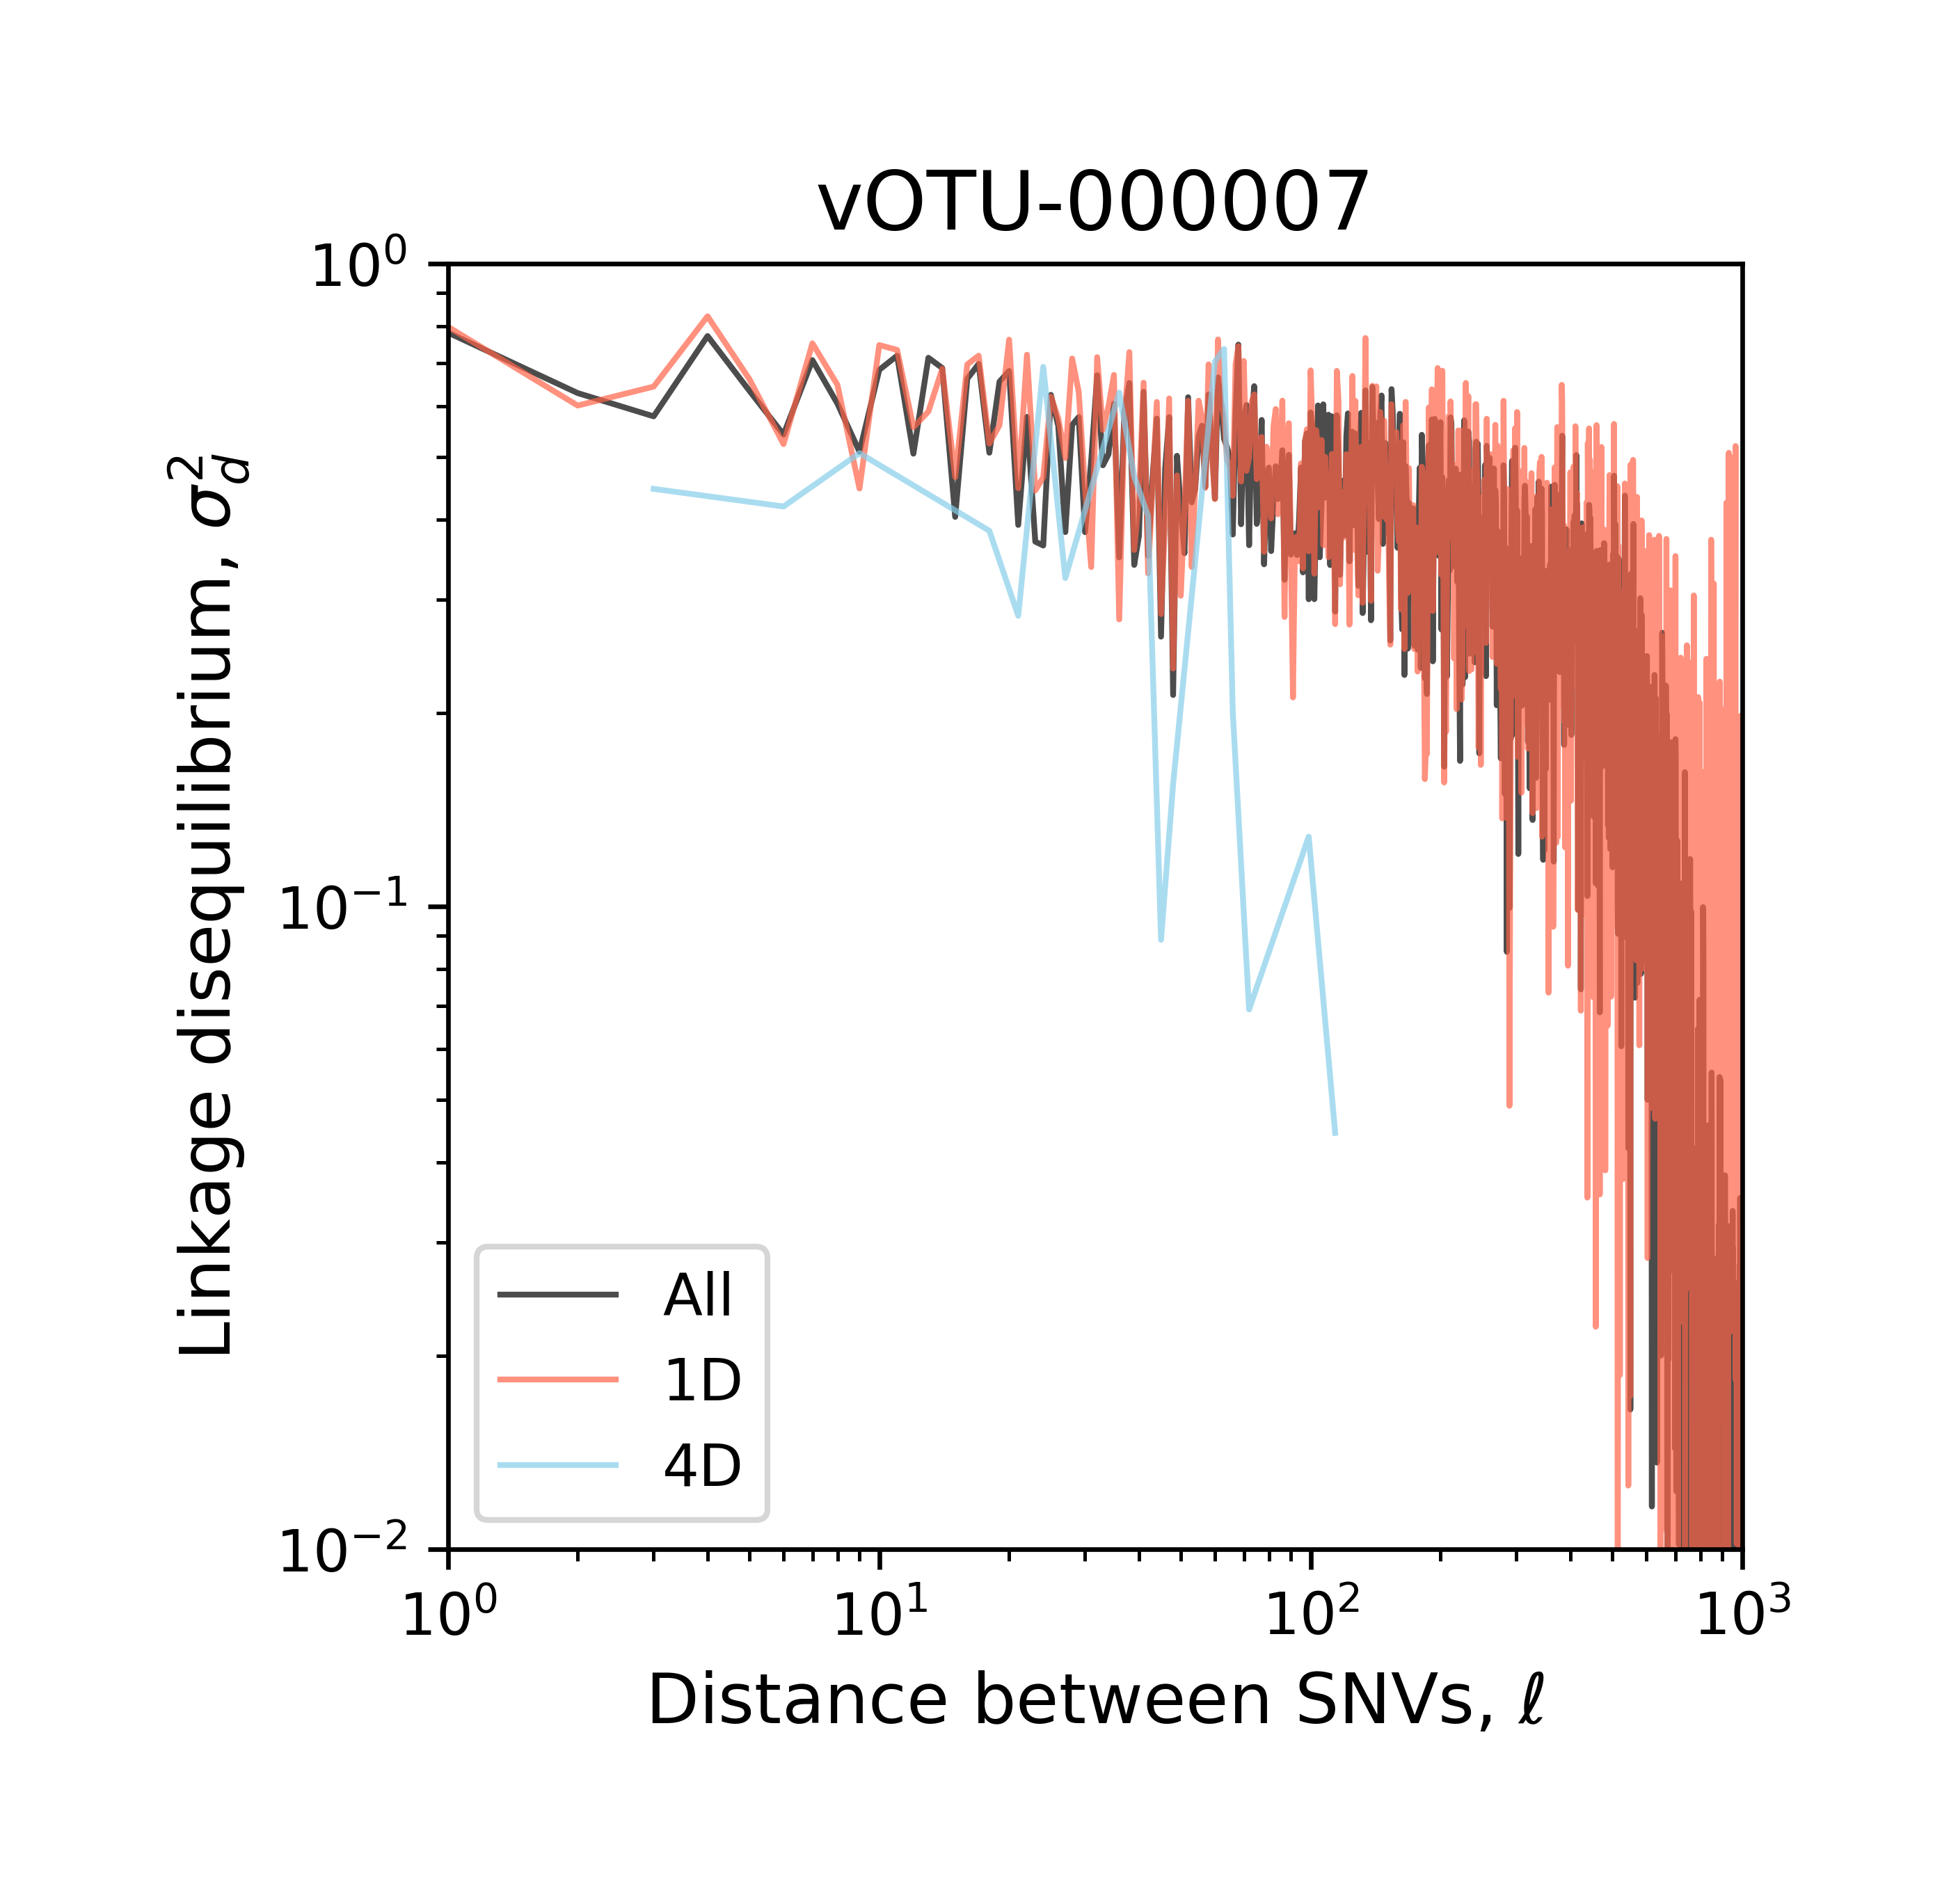 vOTU-000007
Linkage disequilibrium, σ_d^2
10^0
10^-1
10^-2
All
1D
4D
10^0 10^1 10^2 10^3
Distance between SNVs, ℓ